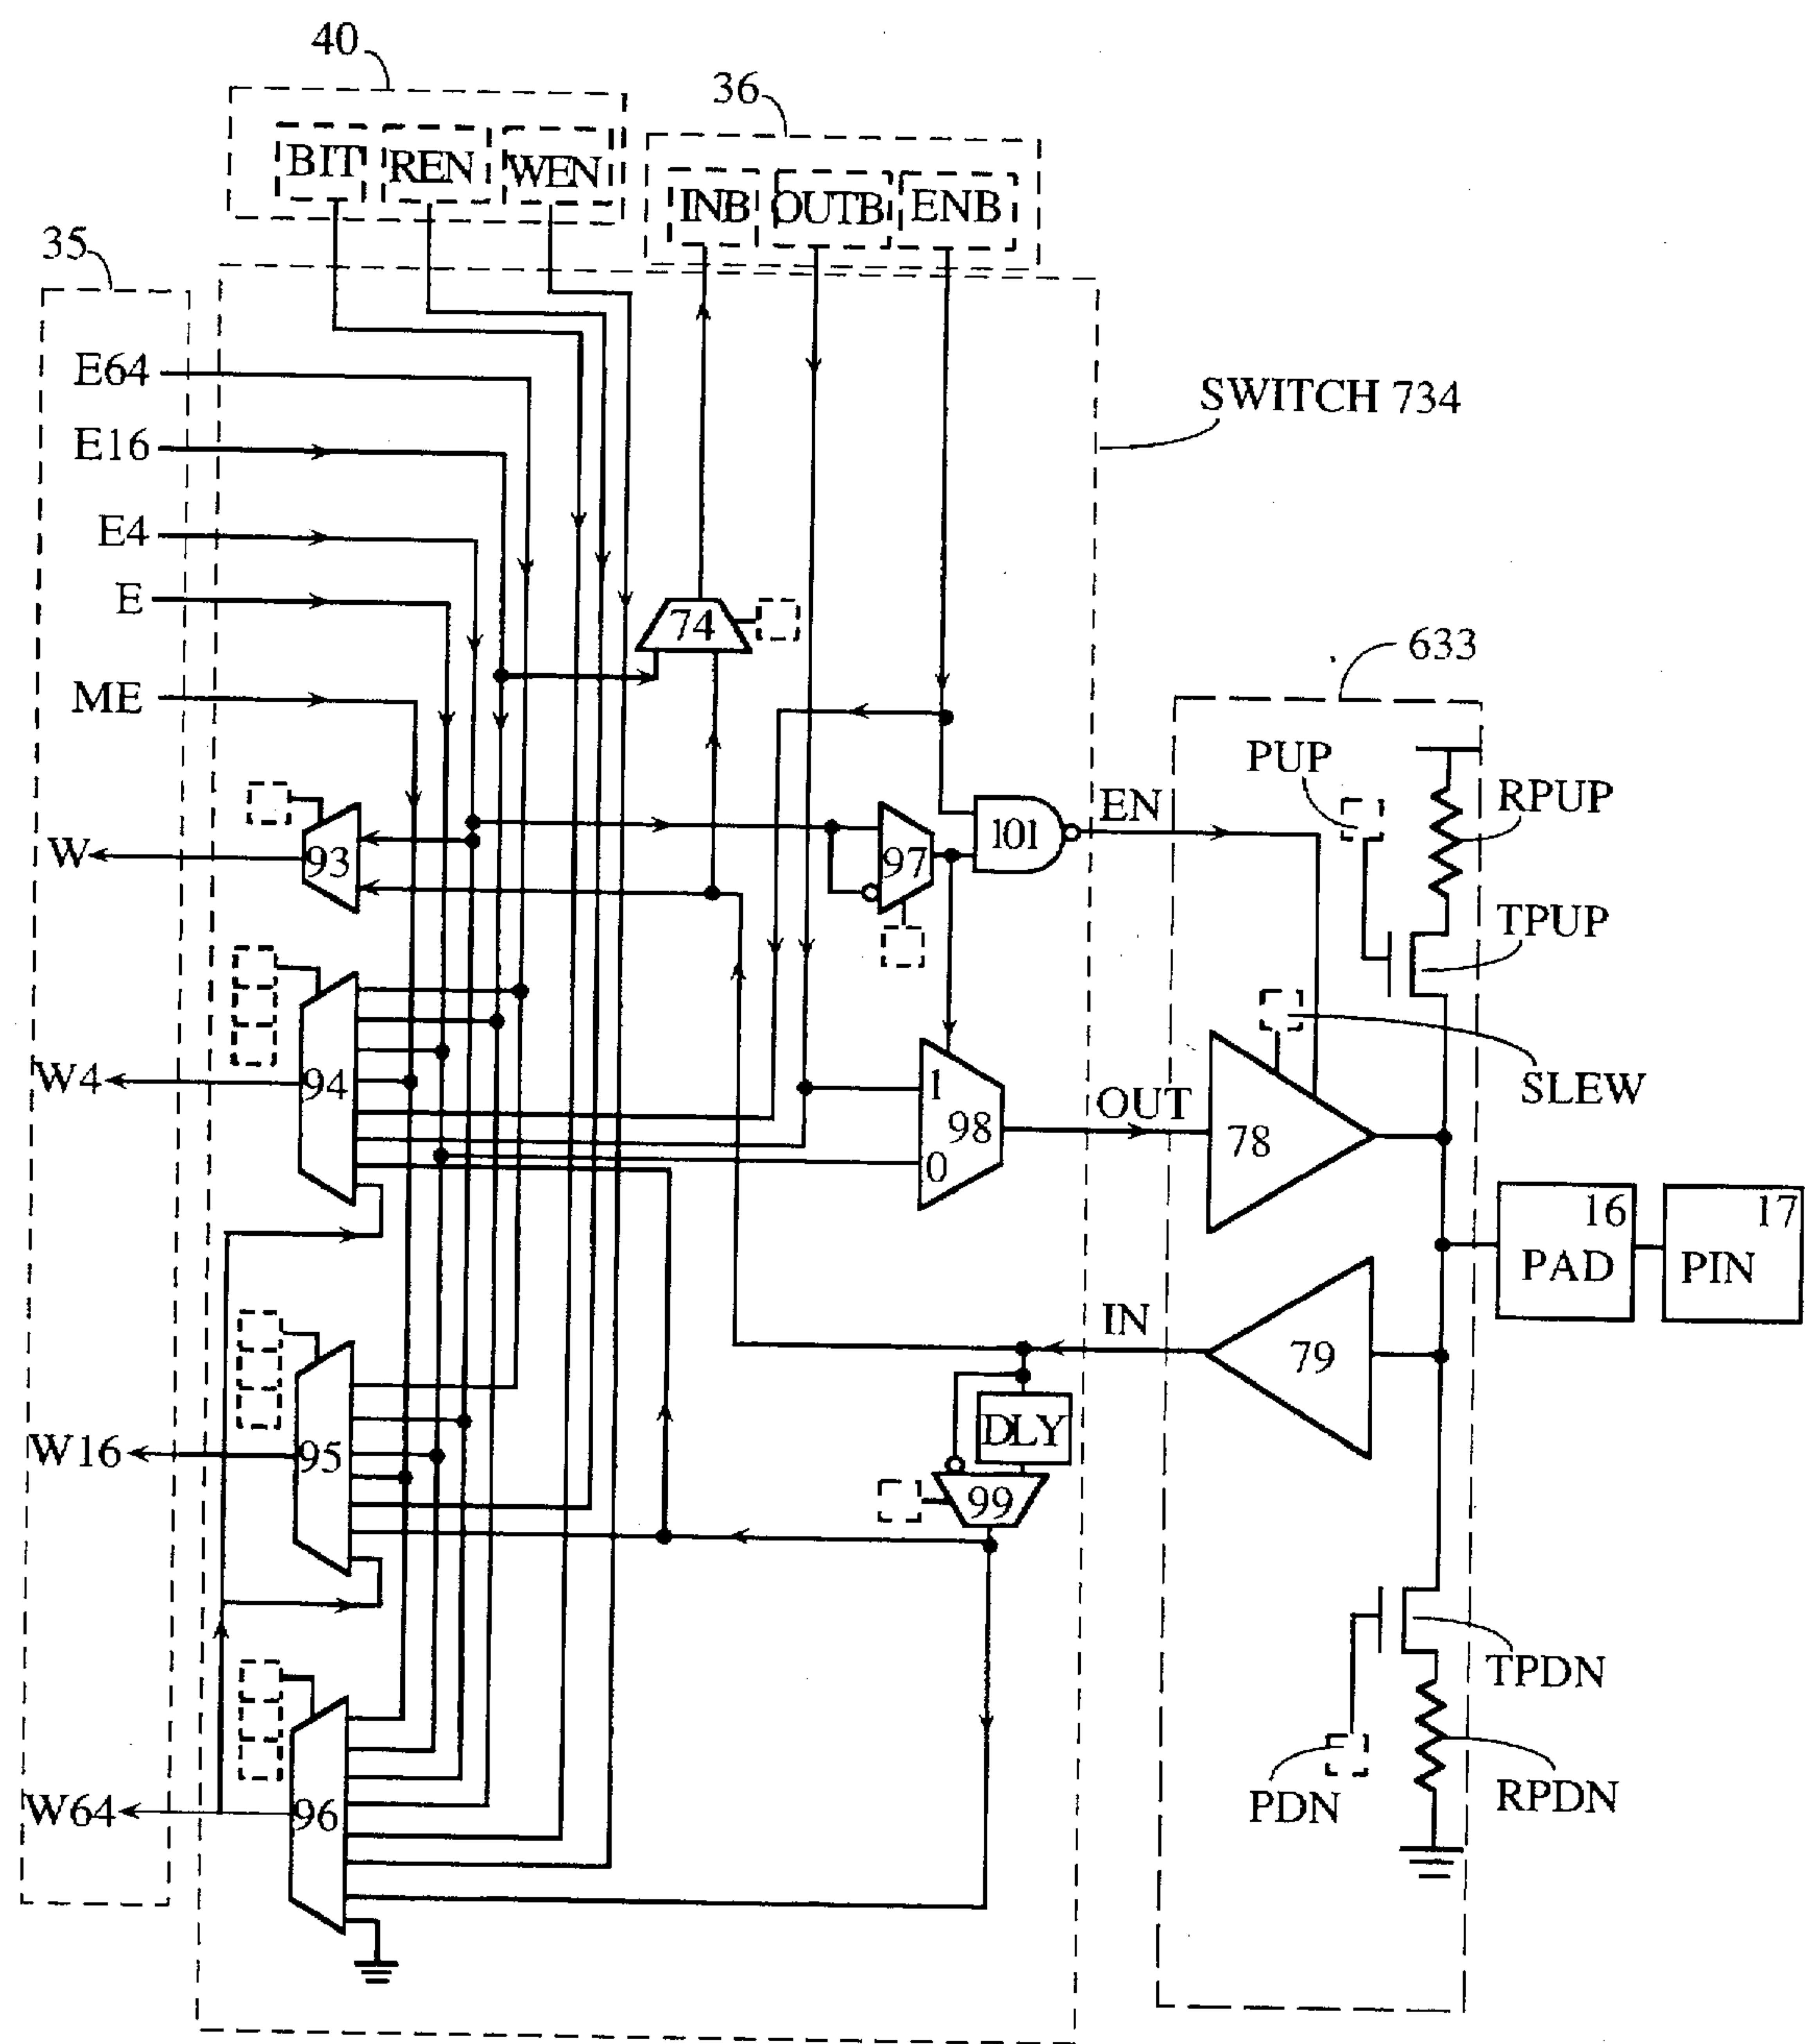 40
36
BIT REN WEN
INB OUTB ENB
35
E64
SWITCH 734
E16
E4
E
74
633
ME
PUP
RPUP
EN
W
93
97
101
TPUP
W4
94
1
98
0
OUT
78
SLEW
16
PAD
17
PIN
IN
79
DLY
W16
95
99
TPDN
PDN
RPDN
W64
96